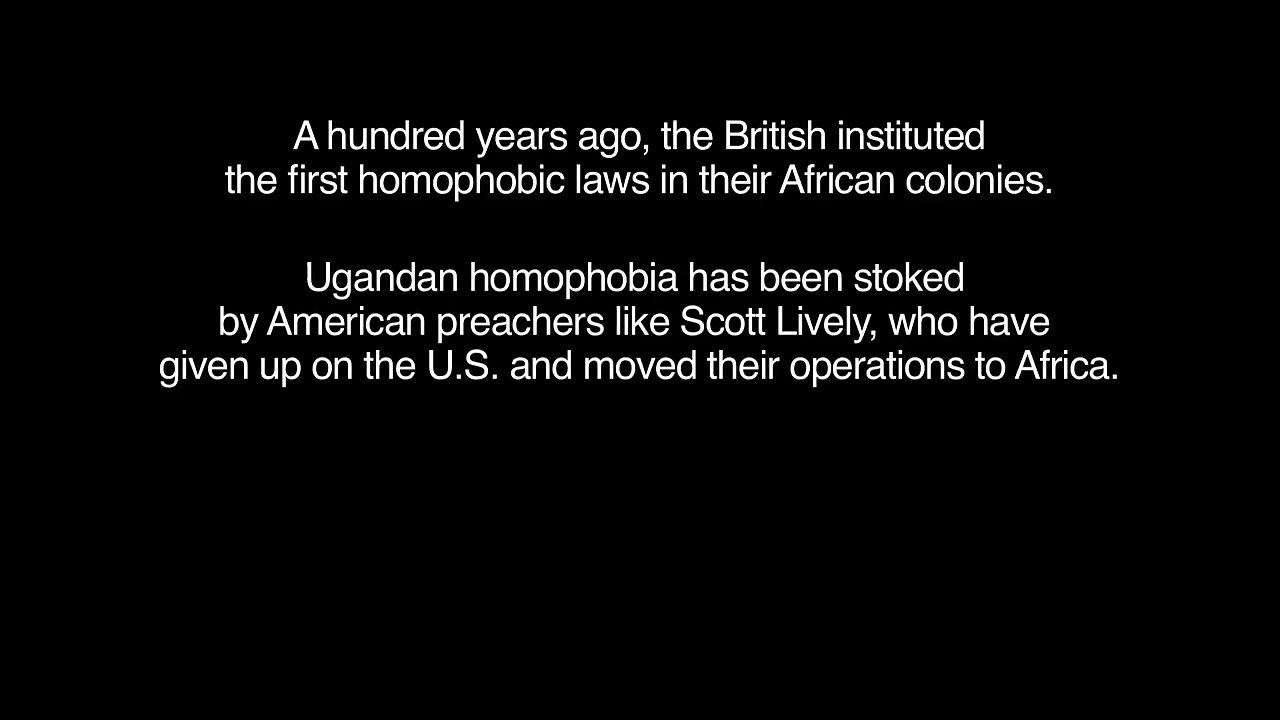 A hundred years ago, the British instituted
the first homophobic laws in their African colonies.
Ugandan homophobia has been stoked
by American preachers like Scott Lively, who have
given up on the U.S. and moved their operations to Africa.